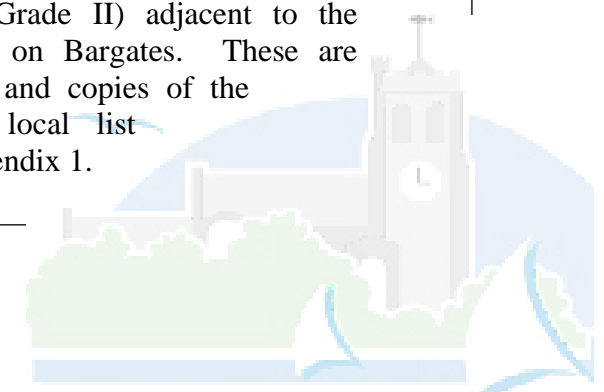 Grade II) adjacent to the
on Bargates. These are
and copies of the
local list
endix 1.